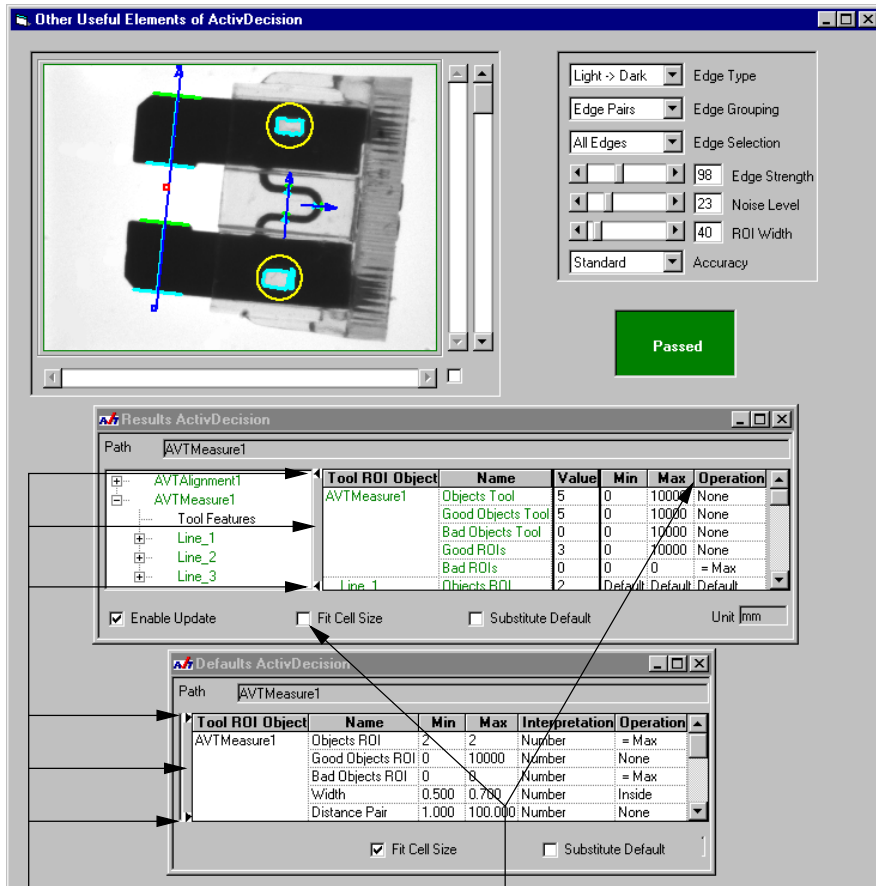 Other Useful Elements of ActivDecision
Light -> Dark Edge Type
Edge Pairs Edge Grouping
All Edges Edge Selection
98 Edge Strength
23 Noise Level
40 ROI Width
Standard Accuracy
Passed
Results ActivDecision
Path AVTMeasure1
AVTAlignment1
AVTMeasure1
Tool Features
Line_1
Line_2
Line_3
Tool ROI Object Name Value Min Max Operation
AVTMeasure1 Objects Tool 5 0 10000 None
Good Objects Tool 5 0 10000 None
Bad Objects Tool 0 0 10000 None
Good ROIs 3 0 10000 None
Bad ROIs 0 0 0 = Max
Line_1 Objects ROI 2 Default Default Default
Enable Update Fit Cell Size Substitute Default Unit mm
Defaults ActivDecision
Path AVTMeasure1
Tool ROI Object Name Min Max Interpretation Operation
AVTMeasure1 Objects ROI 2 2 Number = Max
Good Objects ROI 0 10000 Number None
Bad Objects ROI 0 0 Number = Max
Width 0.500 0.700 Number Inside
Distance Pair 1.000 100.000 Number None
Fit Cell Size Substitute Default